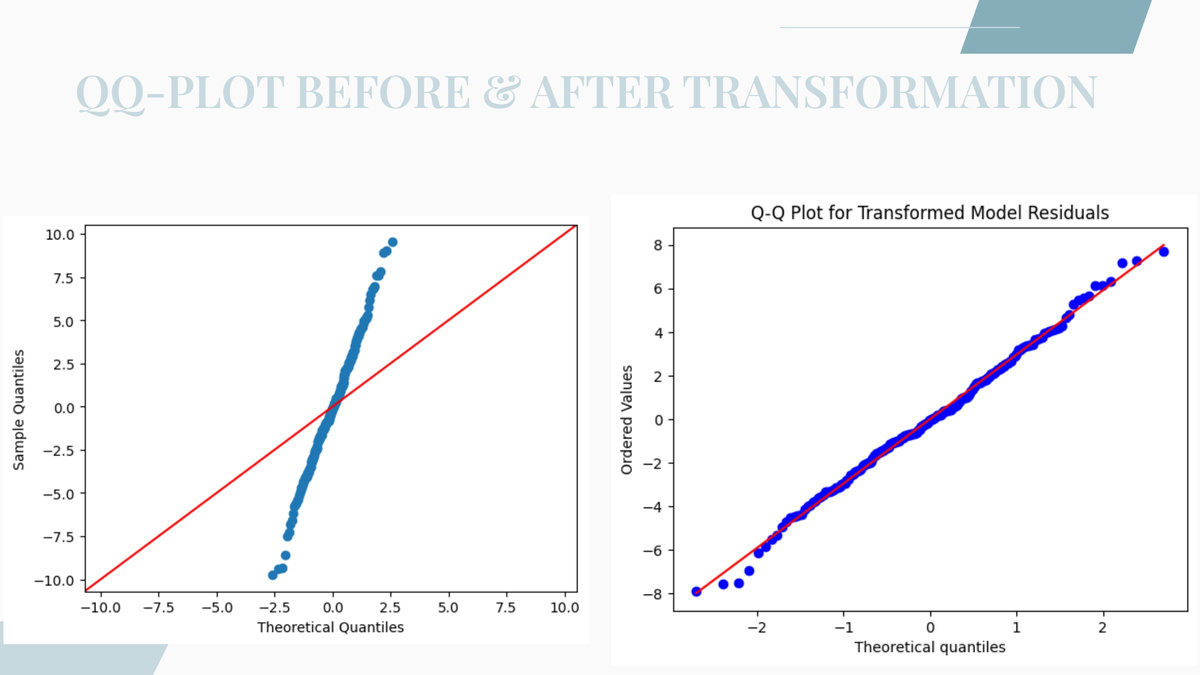 QQ-PLOT BEFORE & AFTER TRANSFORMATION
10.0
7.5
5.0
2.5
0.0
−2.5
−5.0
−7.5
−10.0
Sample Quantiles
−10.0 −7.5 −5.0 −2.5 0.0 2.5 5.0 7.5 10.0
Theoretical Quantiles
Q-Q Plot for Transformed Model Residuals
8
6
4
2
0
−2
−4
−6
−8
Ordered Values
−2 −1 0 1 2
Theoretical quantiles